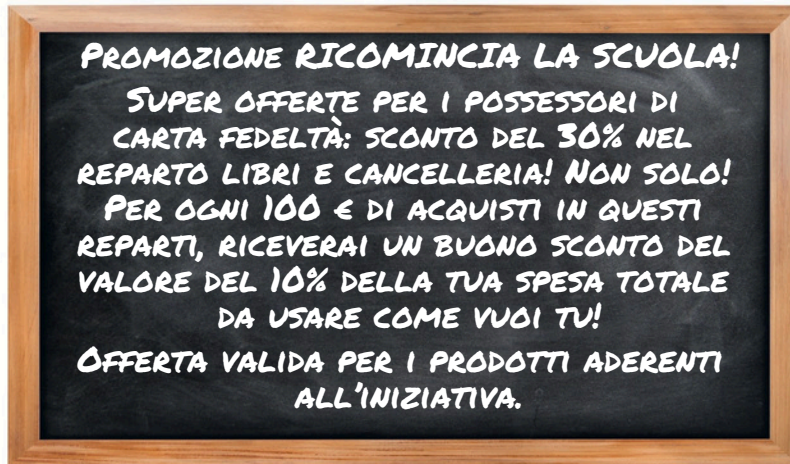 Promozione RICOMINCIA LA SCUOLA!
Super offerte per i possessori di
carta fedeltà: sconto del 30% nel
reparto libri e cancelleria! Non solo!
Per ogni 100 € di acquisti in questi
reparti, riceverai un buono sconto del
valore del 10% della tua spesa totale
da usare come vuoi tu!
Offerta valida per i prodotti aderenti
all'iniziativa.